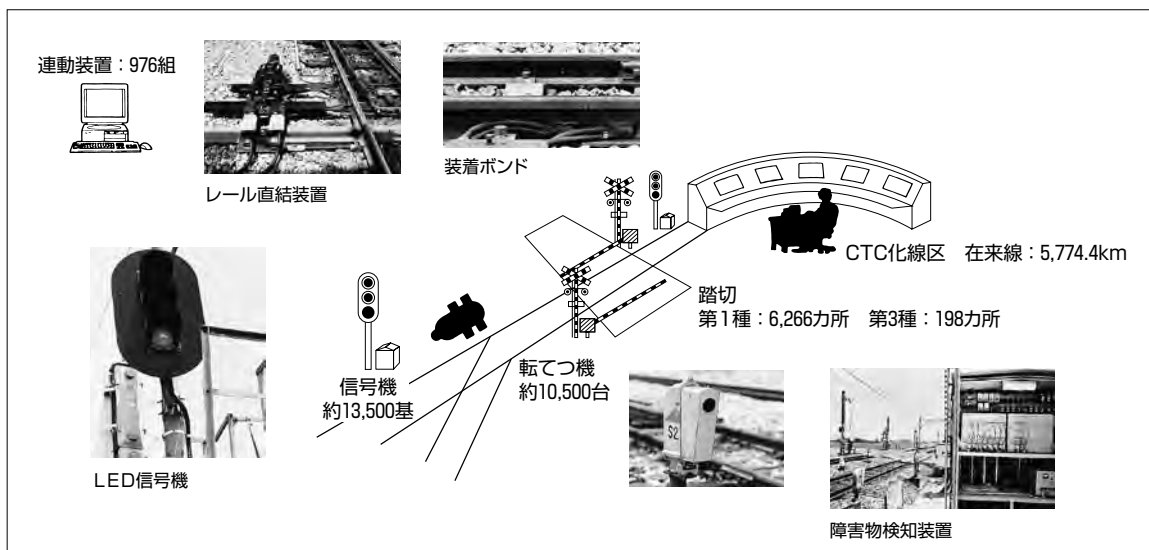 連動装置：976組
レール直結装置
装着ボンド
CTC化線区　在来線：5,774.4km
踏切
第1種：6,266カ所　第3種：198カ所
転てつ機
約10,500台
信号機
約13,500基
S2
LED信号機
障害物検知装置